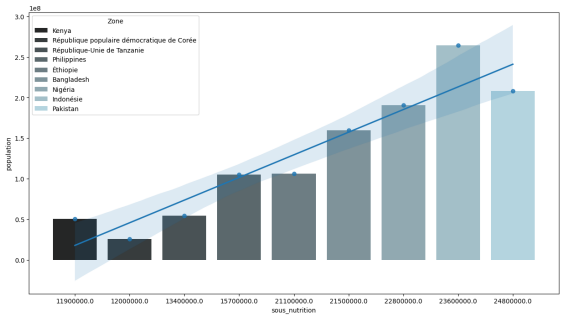 1e8
3.0
2.5
2.0
1.5
1.0
0.5
0.0
population
Zone
Kenya
République populaire démocratique de Corée
République-Unie de Tanzanie
Philippines
Éthiopie
Bangladesh
Nigéria
Indonésie
Pakistan
11900000.0 12000000.0 13400000.0 15700000.0 21100000.0 21500000.0 22800000.0 23600000.0 24800000.0
sous_nutrition